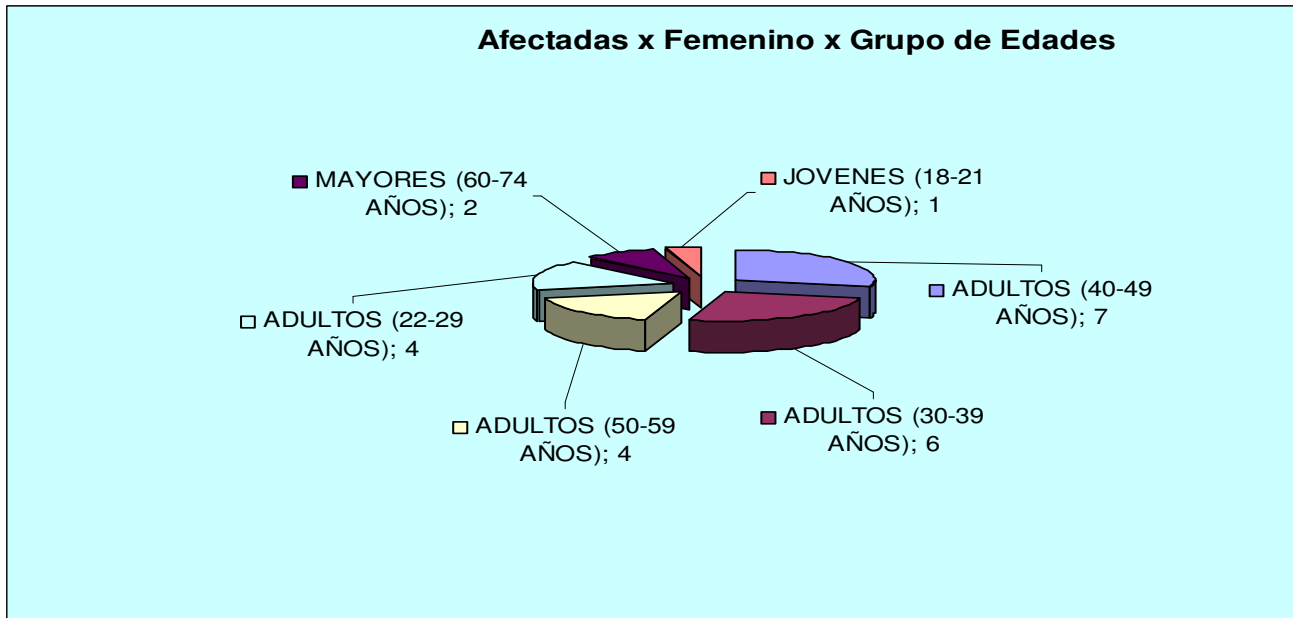 Afectadas x Femenino x Grupo de Edades
MAYORES (60-74
AÑOS); 2
JOVENES (18-21
AÑOS); 1
ADULTOS (40-49
AÑOS); 7
ADULTOS (22-29
AÑOS); 4
ADULTOS (50-59
AÑOS); 4
ADULTOS (30-39
AÑOS); 6